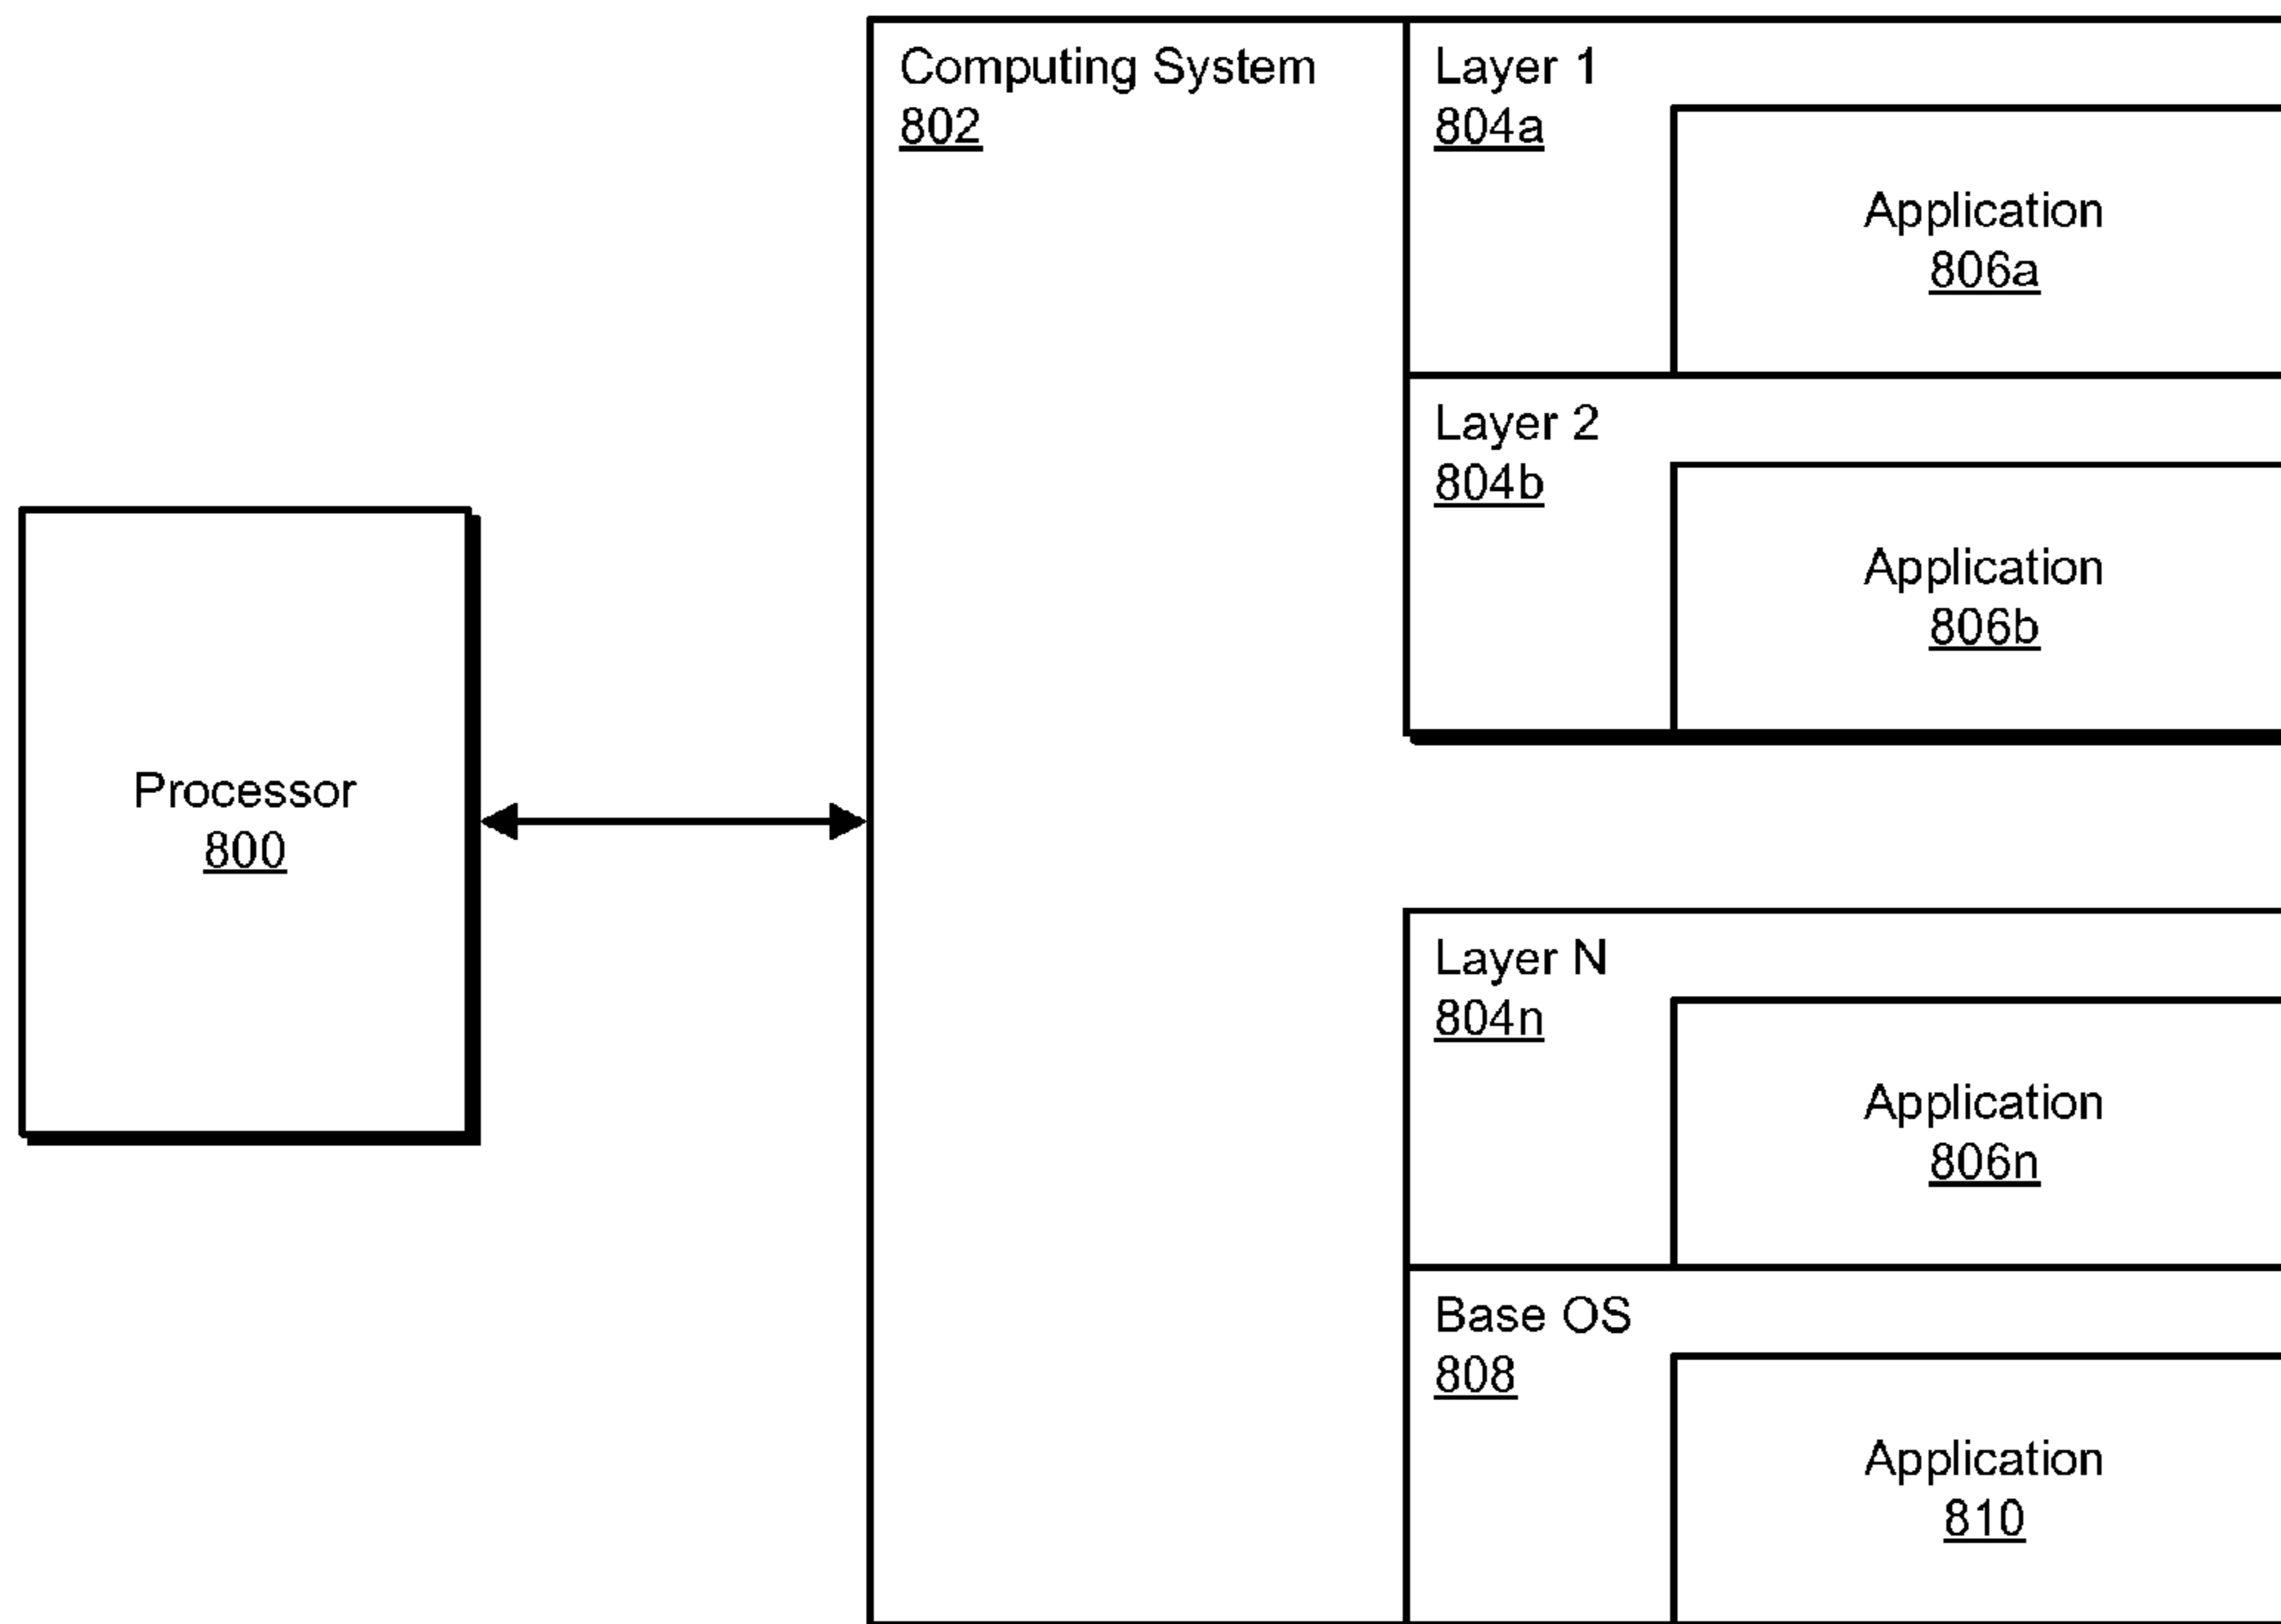 Computing System
802
Layer 1
804a
Application
806a
Layer 2
804b
Application
806b
Processor
800
Layer N
804n
Application
806n
Base OS
808
Application
810